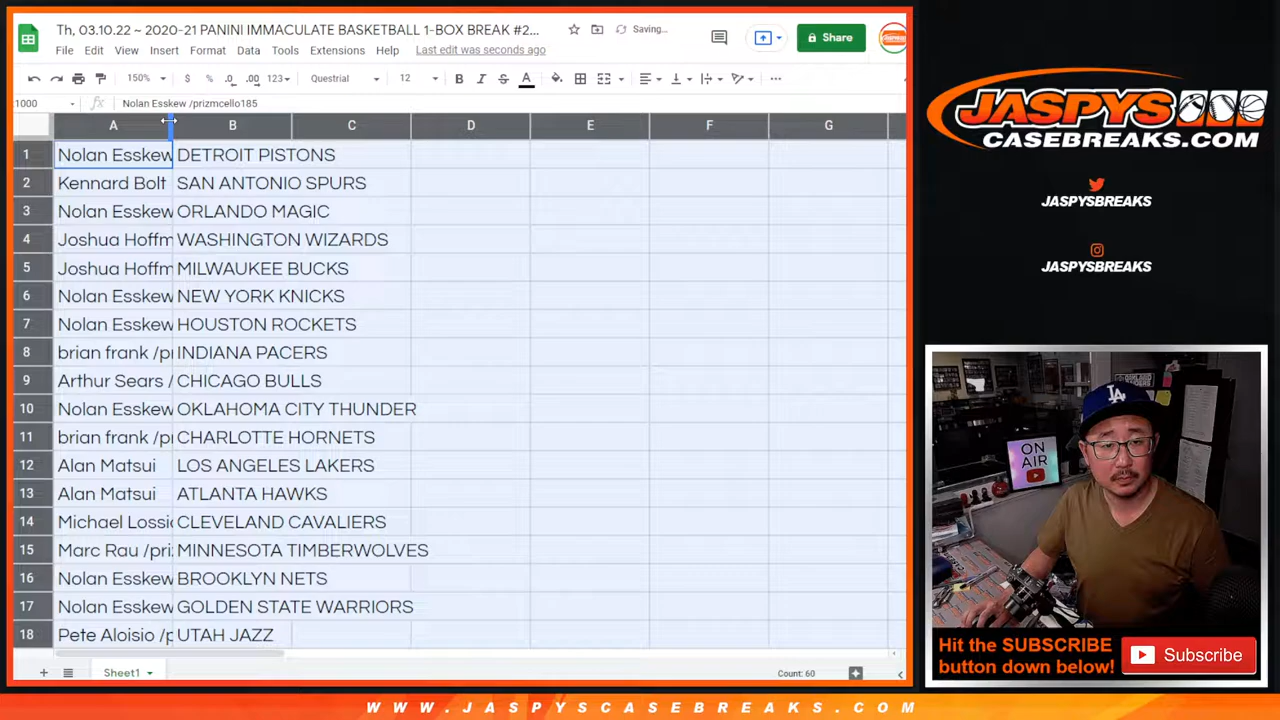 Th, 03.10.22 ~ 2020-21 PANINI IMMACULATE BASKETBALL 1-BOX BREAK #2...
Saving...
Share
File Edit View Insert Format Data Tools Extensions Help Last edit was seconds ago
150% $ % .0 .00 123 Questrial 12 B I S A
1000 fx Nolan Esskew /prizmcello185
A B C D E F G
1 Nolan Esskew DETROIT PISTONS
2 Kennard Bolt SAN ANTONIO SPURS
3 Nolan Esskew ORLANDO MAGIC
4 Joshua Hoffm WASHINGTON WIZARDS
5 Joshua Hoffm MILWAUKEE BUCKS
6 Nolan Esskew NEW YORK KNICKS
7 Nolan Esskew HOUSTON ROCKETS
8 brian frank /pr INDIANA PACERS
9 Arthur Sears / CHICAGO BULLS
10 Nolan Esskew OKLAHOMA CITY THUNDER
11 brian frank /pr CHARLOTTE HORNETS
12 Alan Matsui LOS ANGELES LAKERS
13 Alan Matsui ATLANTA HAWKS
14 Michael Lossic CLEVELAND CAVALIERS
15 Marc Rau /priz MINNESOTA TIMBERWOLVES
16 Nolan Esskew BROOKLYN NETS
17 Nolan Esskew GOLDEN STATE WARRIORS
18 Pete Aloisio /p UTAH JAZZ
Sheet1
Count: 60
JASPYS
CASEBREAKS.COM
JASPYSBREAKS
JASPYSBREAKS
LA
ON
AIR
Hit the SUBSCRIBE
button down below!
Subscribe
WWW.JASPYSCASEBREAKS.COM